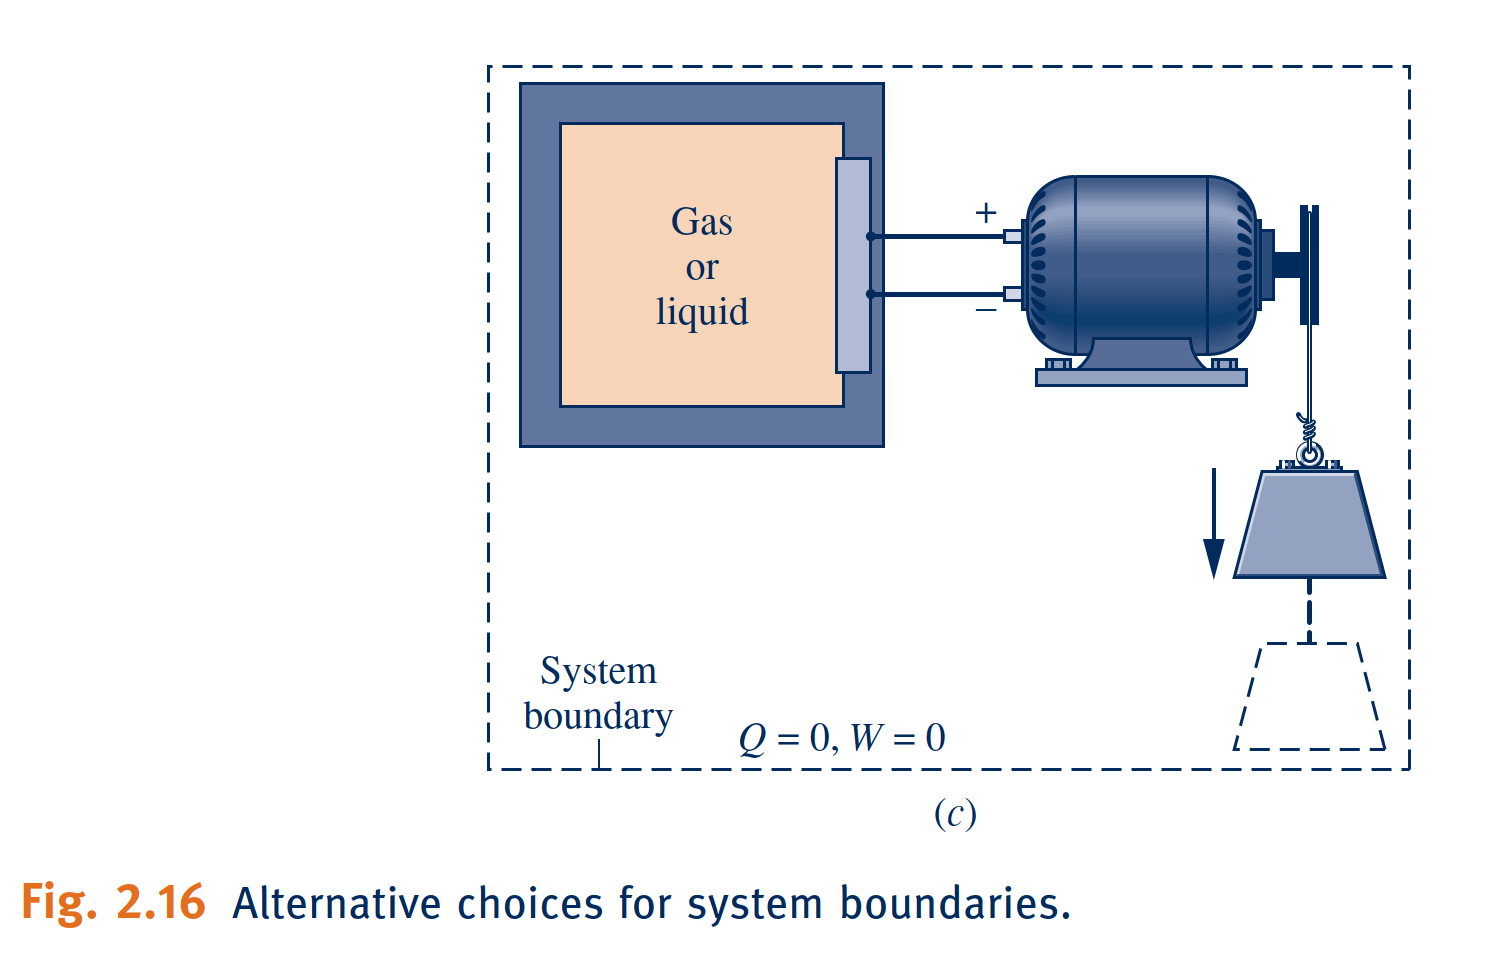 Gas
or
liquid
+
−
System
boundary
Q = 0, W = 0
(c)
Fig. 2.16 Alternative choices for system boundaries.